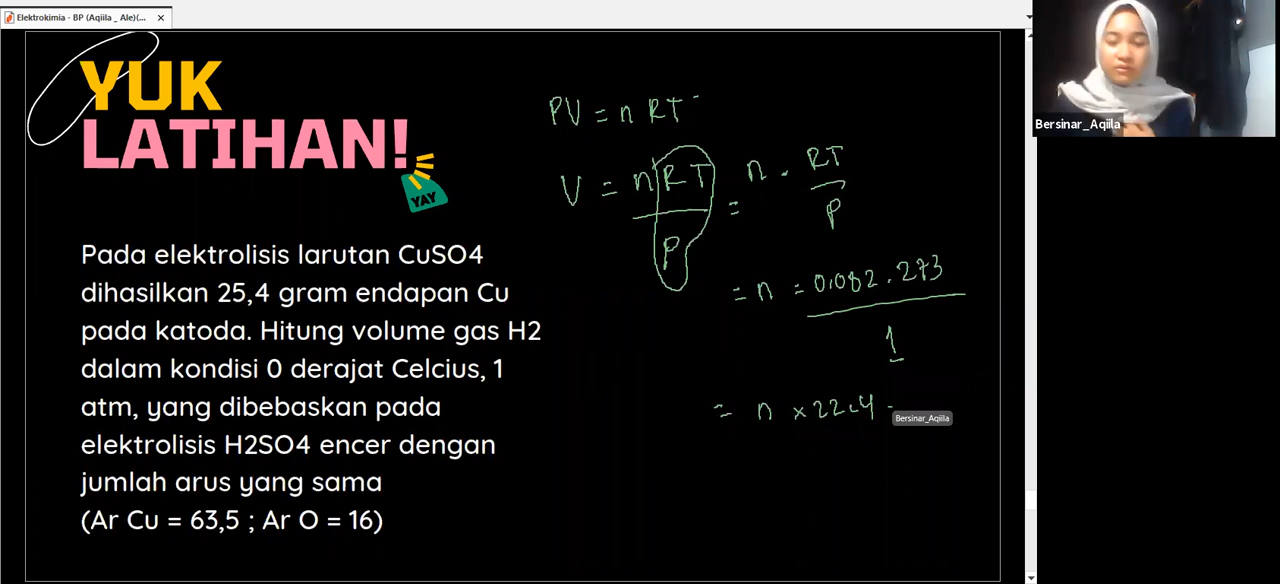 Elektrokimia - BP (Aqiila _ Ale)(...
YUK
LATIHAN!
YAY
Pada elektrolisis larutan CuSO4
dihasilkan 25,4 gram endapan Cu
pada katoda. Hitung volume gas H2
dalam kondisi 0 derajat Celcius, 1
atm, yang dibebaskan pada
elektrolisis H2SO4 encer dengan
jumlah arus yang sama
(Ar Cu = 63,5 ; Ar O = 16)
PV = n RT
V = n RT / P = n . RT / P
= n = 0.082 . 273 / 1
= n × 22.4 -
Bersinar_Aqiila
Bersinar_Aqiila